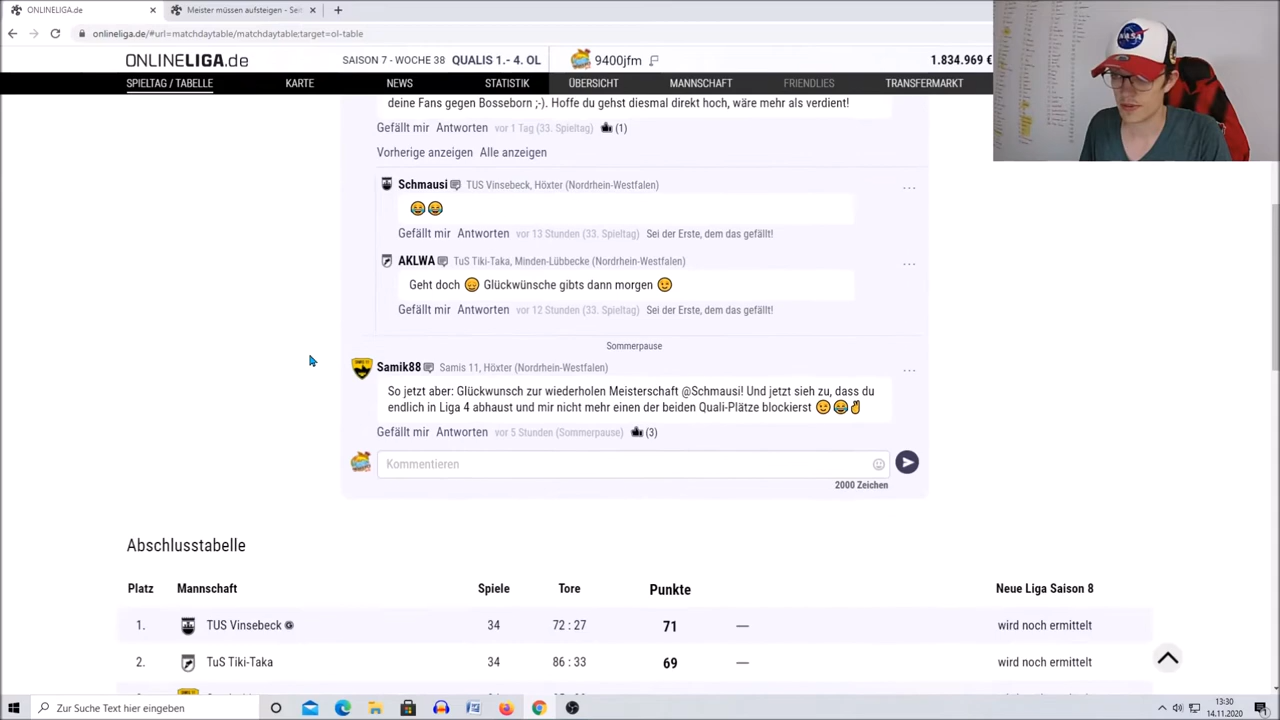 ONLINELIGA.de
Meister müssen aufsteigen - Seit
onlineliga.de/#url=matchdaytable/matchday;table;target=ol-table
ONLINELIGA.de
SAISON 7 - WOCHE 38 QUALIS 1. - 4. OL
1.834.969 €
SPIELTAG / TABELLE KARTE NEWS MANNSCHAFT TRANSFERMARKT
deine Fans gegen Bosseborn ;-). Hoffe du gehst diesmal direkt hoch, wäre mehr als verdient!
Gefällt mir Antworten vor 1 Tag (33. Spieltag) (1)
Vorherige anzeigen Alle anzeigen
Schmausi TUS Vinsebeck, Höxter (Nordrhein-Westfalen)
😂😂
Gefällt mir Antworten vor 13 Stunden (33. Spieltag) Sei der Erste, dem das gefällt!
AKLWA TuS Tiki-Taka, Minden-Lübbecke (Nordrhein-Westfalen)
Geht doch Glückwünsche gibts dann morgen 😉
Gefällt mir Antworten vor 12 Stunden (33. Spieltag) Sei der Erste, dem das gefällt!
Sommerpause
Samik88 Samis 11, Höxter (Nordrhein-Westfalen)
So jetzt aber: Glückwunsch zur wiederholen Meisterschaft @Schmausi! Und jetzt sieh zu, dass du
endlich in Liga 4 abhaust und mir nicht mehr einen der beiden Quali-Plätze blockierst 😉😂✌
Gefällt mir Antworten vor 5 Stunden (Sommerpause) (3)
Kommentieren
2000 Zeichen
Abschlusstabelle
Platz Mannschaft Spiele Tore Punkte Neue Liga Saison 8
1. TUS Vinsebeck 34 72 : 27 71 — wird noch ermittelt
2. TuS Tiki-Taka 34 86 : 33 69 — wird noch ermittelt
Zur Suche Text hier eingeben
13:30
14.11.2020
NASA